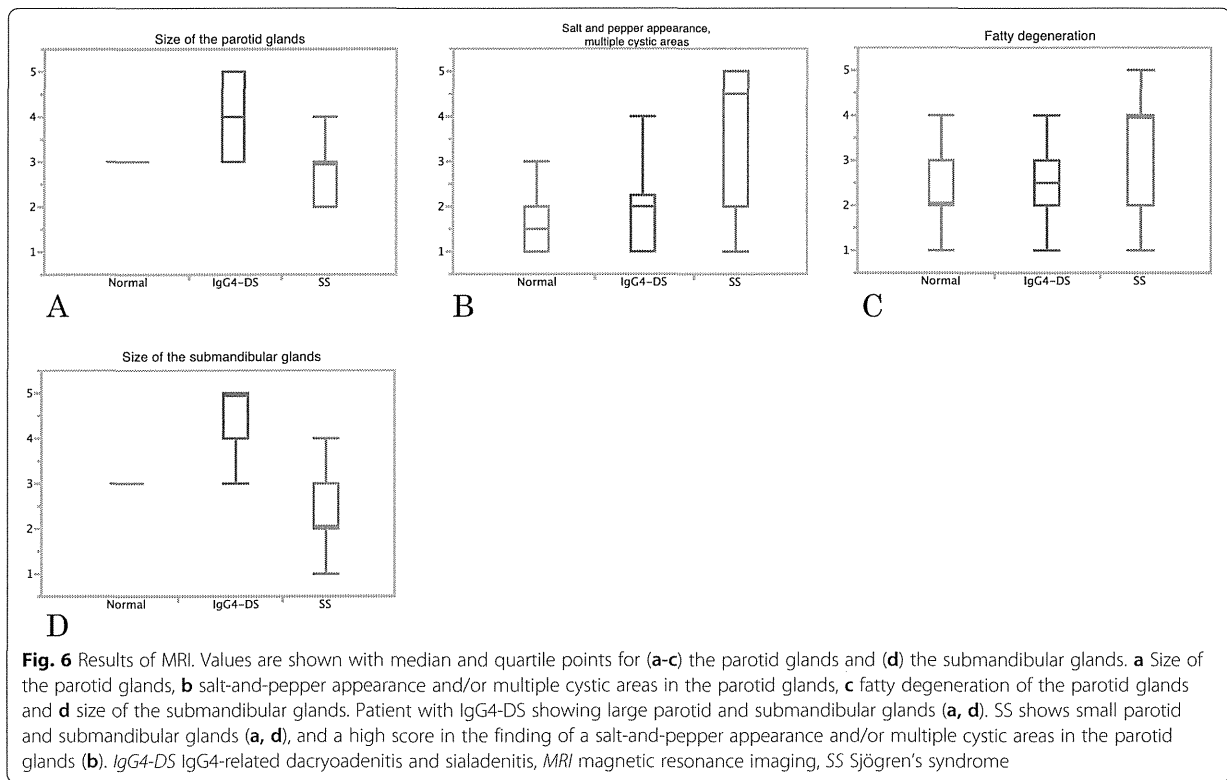 Size of the parotid glands
5
4
3
2
1
Normal IgG4-DS SS
A
Salt and pepper appearance,
multiple cystic areas
5
4
3
2
1
Normal IgG4-DS SS
B
Fatty degeneration
5
4
3
2
1
Normal IgG4-DS SS
C
Size of the submandibular glands
5
4
3
2
1
Normal IgG4-DS SS
D
Fig. 6 Results of MRI. Values are shown with median and quartile points for (a-c) the parotid glands and (d) the submandibular glands. a Size of
the parotid glands, b salt-and-pepper appearance and/or multiple cystic areas in the parotid glands, c fatty degeneration of the parotid glands
and d size of the submandibular glands. Patient with IgG4-DS showing large parotid and submandibular glands (a, d). SS shows small parotid
and submandibular glands (a, d), and a high score in the finding of a salt-and-pepper appearance and/or multiple cystic areas in the parotid
glands (b). IgG4-DS IgG4-related dacryoadenitis and sialadenitis, MRI magnetic resonance imaging, SS Sjögren's syndrome